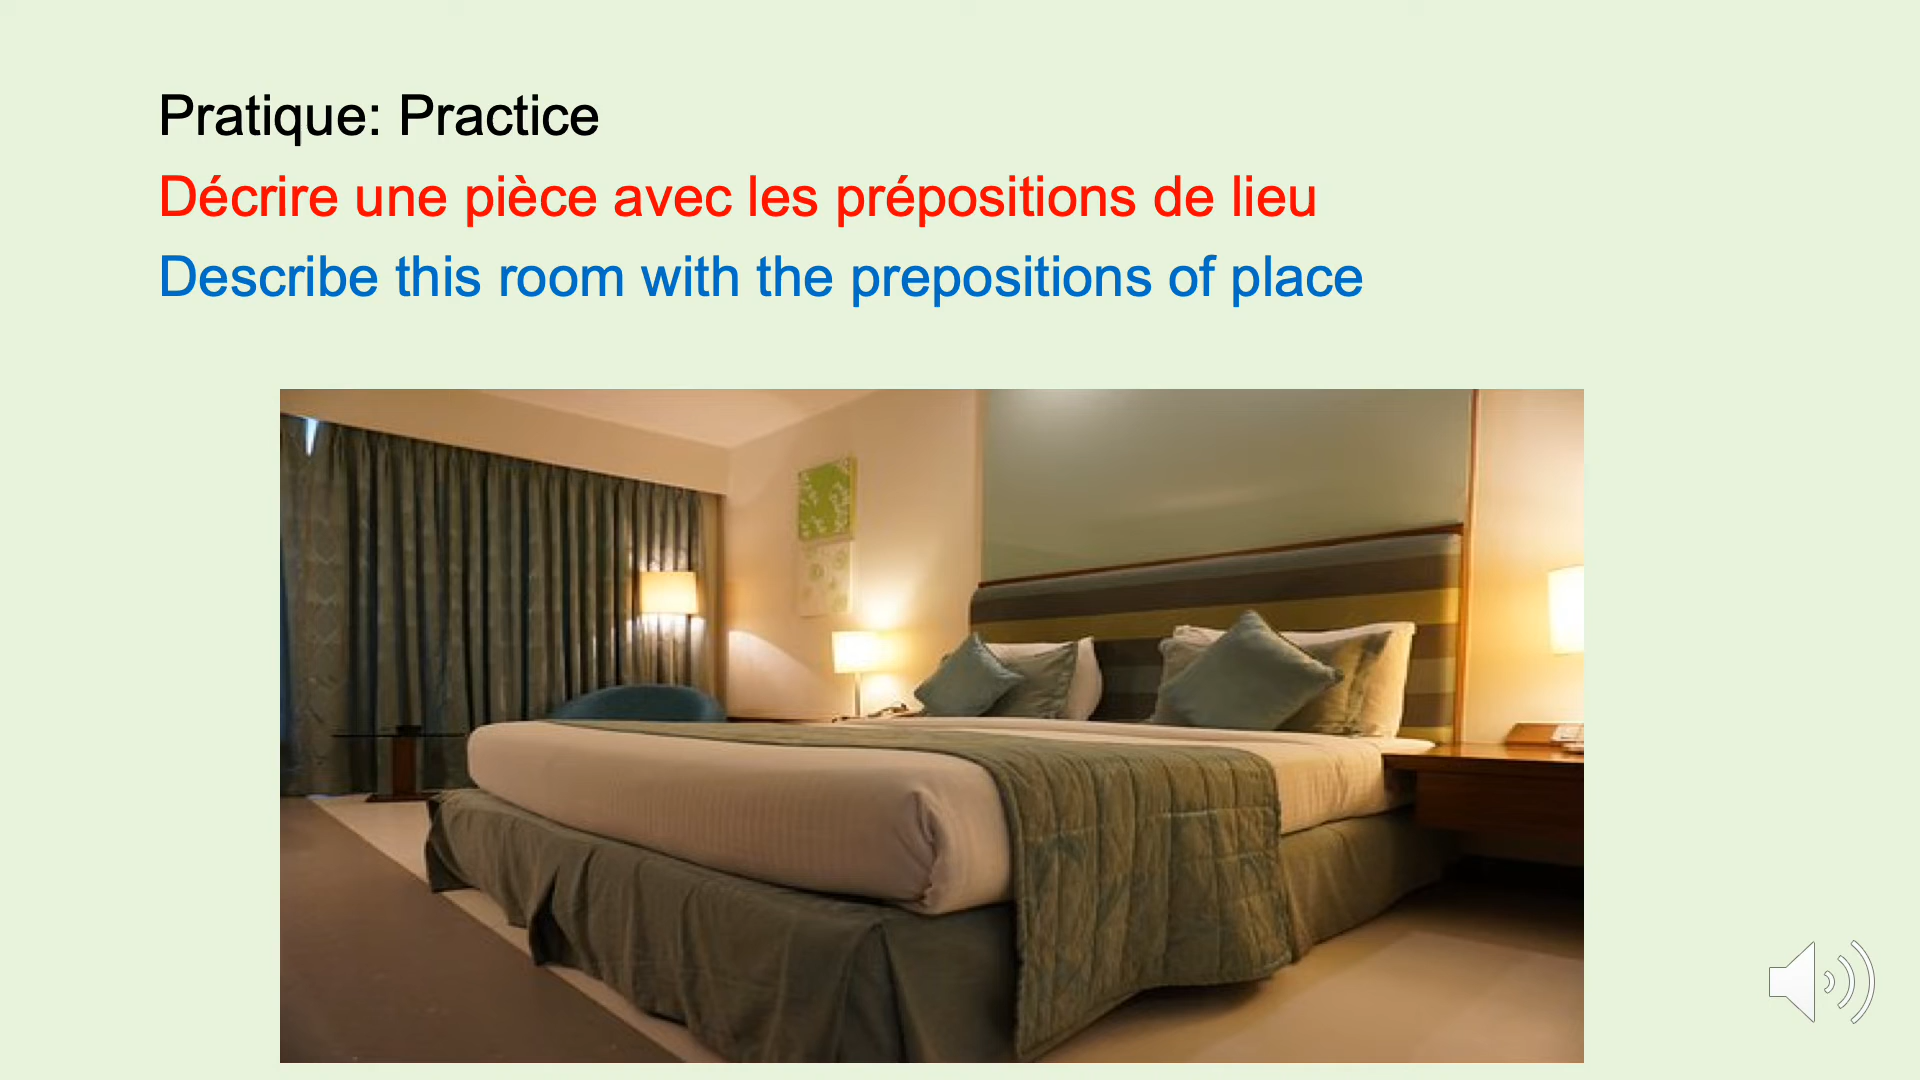 Pratique: Practice
Décrire une pièce avec les prépositions de lieu
Describe this room with the prepositions of place